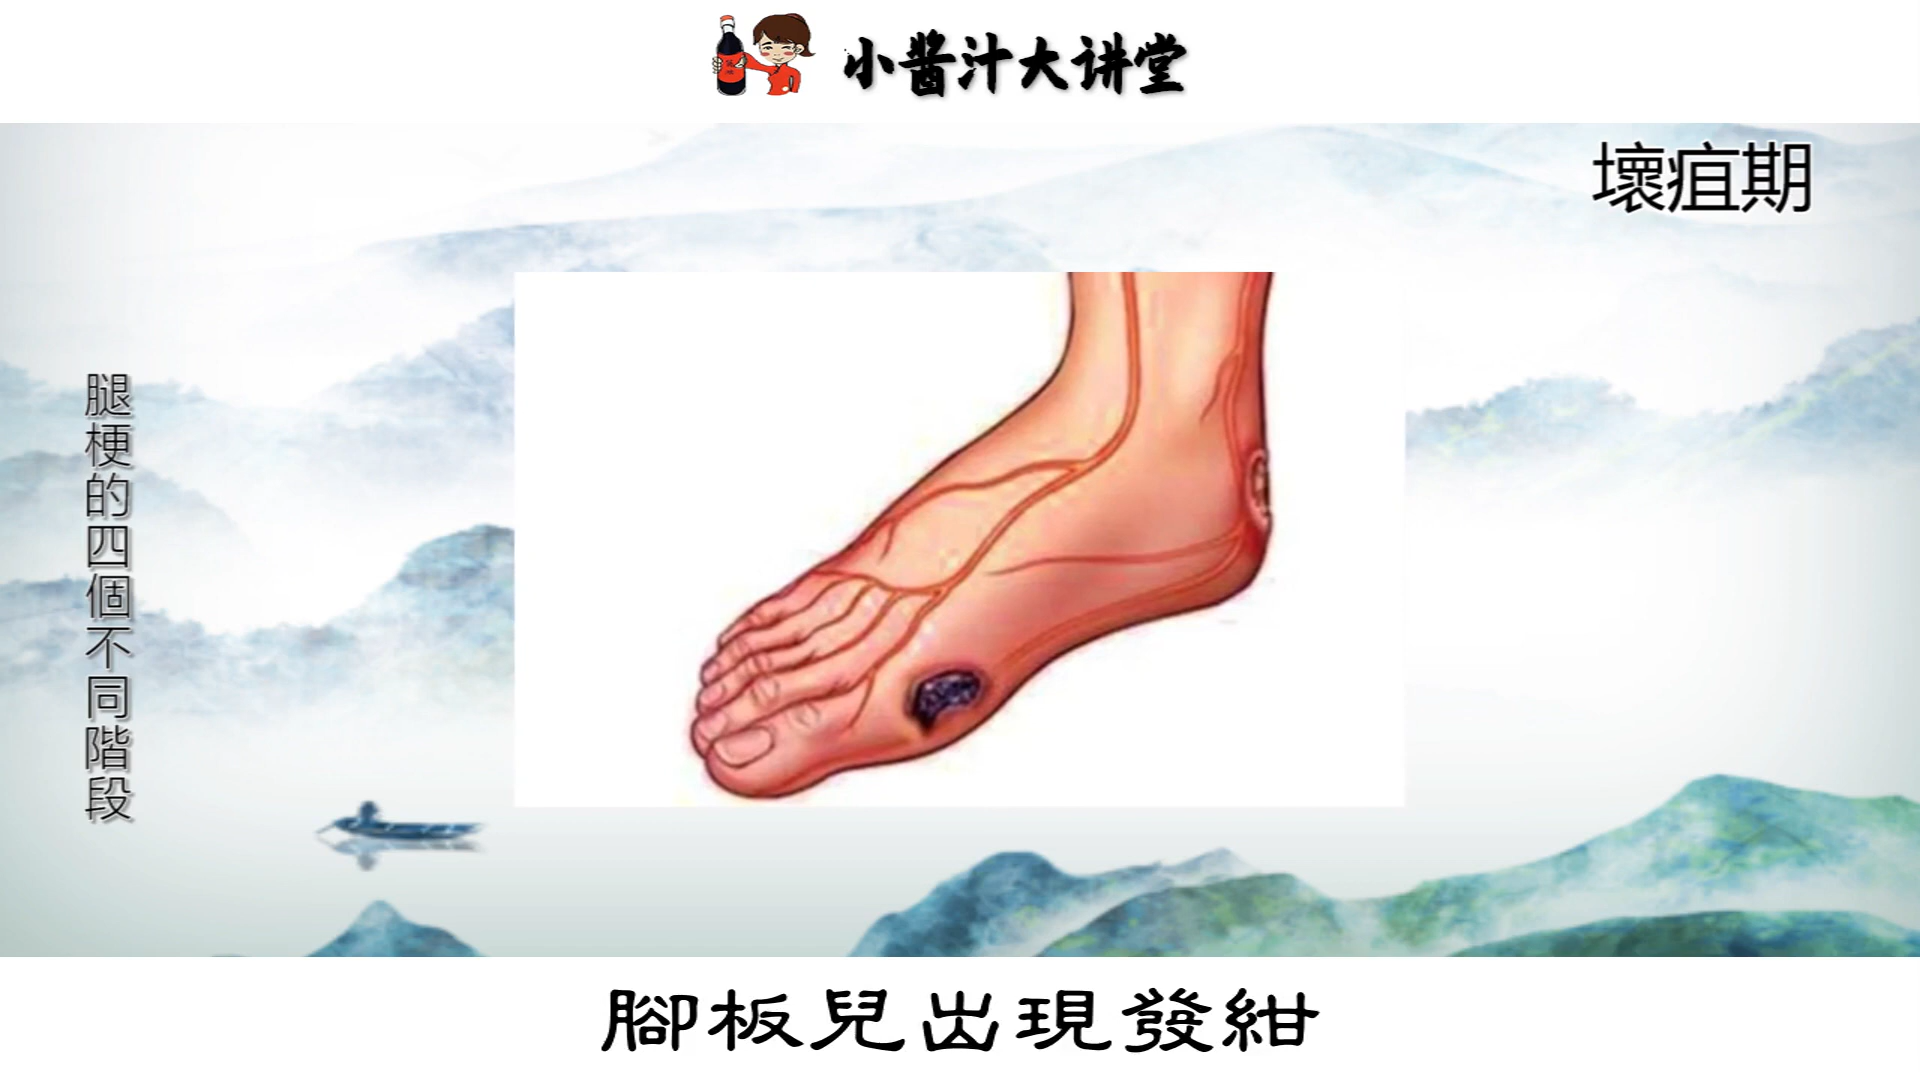 小酱汁大讲堂
壞疽期
腿梗的四個不同階段
腳板兒出現發紺